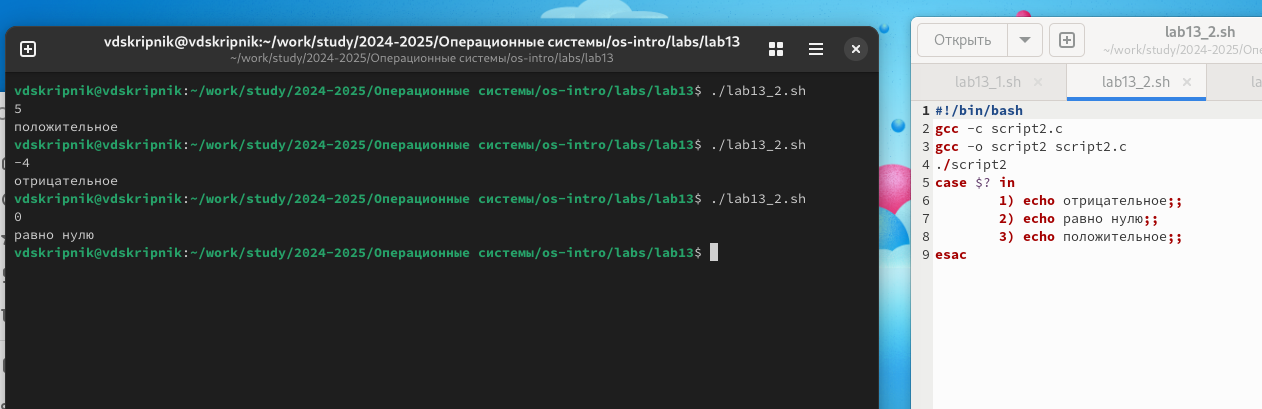 vdskripnik@vdskripnik:~/work/study/2024-2025/Операционные системы/os-intro/labs/lab13
~/work/study/2024-2025/Операционные системы/os-intro/labs/lab13
vdskripnik@vdskripnik:~/work/study/2024-2025/Операционные системы/os-intro/labs/lab13$ ./lab13_2.sh
5
положительное
vdskripnik@vdskripnik:~/work/study/2024-2025/Операционные системы/os-intro/labs/lab13$ ./lab13_2.sh
-4
отрицательное
vdskripnik@vdskripnik:~/work/study/2024-2025/Операционные системы/os-intro/labs/lab13$ ./lab13_2.sh
0
равно нулю
vdskripnik@vdskripnik:~/work/study/2024-2025/Операционные системы/os-intro/labs/lab13$
Открыть
lab13_2.sh
~/work/study/2024-2025/Опе
lab13_1.sh
lab13_2.sh
1 #!/bin/bash
2 gcc -c script2.c
3 gcc -o script2 script2.c
4 ./script2
5 case $? in
6 1) echo отрицательное;;
7 2) echo равно нулю;;
8 3) echo положительное;;
9 esac